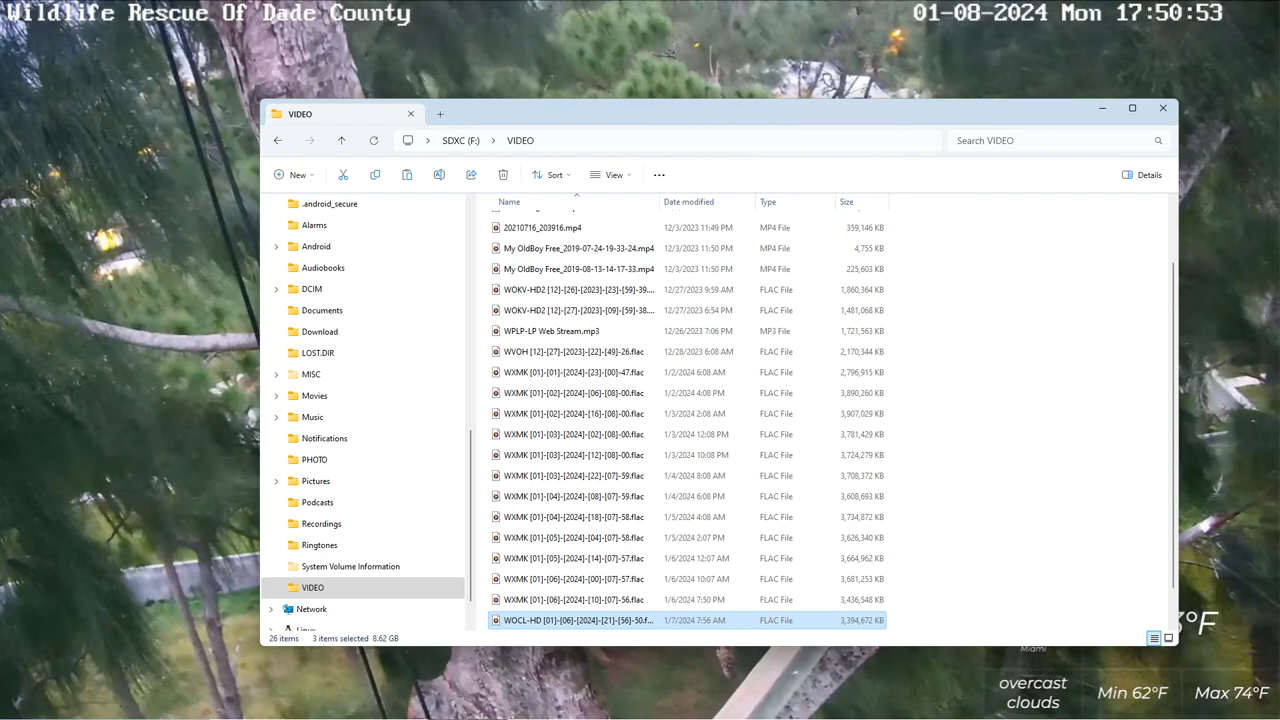 Wildlife Rescue Of Dade County
01-08-2024 Mon 17:50:53
VIDEO
SDXC (F:) VIDEO
Search VIDEO
New
Sort
View
Details
Name Date modified Type Size
.android_secure
Alarms
Android
Audiobooks
DCIM
Documents
Download
LOST.DIR
MISC
Movies
Music
Notifications
PHOTO
Pictures
Podcasts
Recordings
Ringtones
System Volume Information
VIDEO
Network
20210716_203916.mp4 12/3/2023 11:49 PM MP4 File 359,146 KB
My OldBoy Free_2019-07-24-19-33-24.mp4 12/3/2023 11:50 PM MP4 File 4,755 KB
My OldBoy Free_2019-08-13-14-17-33.mp4 12/3/2023 11:50 PM MP4 File 225,603 KB
WOKV-HD2 [12]-[26]-[2023]-[23]-[59]-39.... 12/27/2023 9:59 AM FLAC File 1,860,364 KB
WOKV-HD2 [12]-[27]-[2023]-[09]-[59]-38.... 12/27/2023 6:54 PM FLAC File 1,481,068 KB
WPLP-LP Web Stream.mp3 12/26/2023 7:06 PM MP3 File 1,721,563 KB
WVOH [12]-[27]-[2023]-[22]-[49]-26.flac 12/28/2023 6:08 AM FLAC File 2,170,344 KB
WXMK [01]-[01]-[2024]-[23]-[00]-47.flac 1/2/2024 6:08 AM FLAC File 2,796,915 KB
WXMK [01]-[02]-[2024]-[06]-[08]-00.flac 1/2/2024 4:08 PM FLAC File 3,890,260 KB
WXMK [01]-[02]-[2024]-[16]-[08]-00.flac 1/3/2024 2:08 AM FLAC File 3,907,029 KB
WXMK [01]-[03]-[2024]-[02]-[08]-00.flac 1/3/2024 12:08 PM FLAC File 3,781,429 KB
WXMK [01]-[03]-[2024]-[12]-[08]-00.flac 1/3/2024 10:08 PM FLAC File 3,724,279 KB
WXMK [01]-[03]-[2024]-[22]-[07]-59.flac 1/4/2024 8:08 AM FLAC File 3,708,372 KB
WXMK [01]-[04]-[2024]-[08]-[07]-59.flac 1/4/2024 6:08 PM FLAC File 3,608,693 KB
WXMK [01]-[04]-[2024]-[18]-[07]-58.flac 1/5/2024 4:08 AM FLAC File 3,734,872 KB
WXMK [01]-[05]-[2024]-[04]-[07]-58.flac 1/5/2024 2:07 PM FLAC File 3,626,340 KB
WXMK [01]-[05]-[2024]-[14]-[07]-57.flac 1/6/2024 12:07 AM FLAC File 3,664,962 KB
WXMK [01]-[06]-[2024]-[00]-[07]-57.flac 1/6/2024 10:07 AM FLAC File 3,681,253 KB
WXMK [01]-[06]-[2024]-[10]-[07]-56.flac 1/6/2024 7:50 PM FLAC File 3,436,548 KB
WOCL-HD [01]-[06]-[2024]-[21]-[56]-50.f... 1/7/2024 7:56 AM FLAC File 3,394,672 KB
26 items 3 items selected 8.62 GB
Miami
overcast
clouds
Min 62°F
Max 74°F